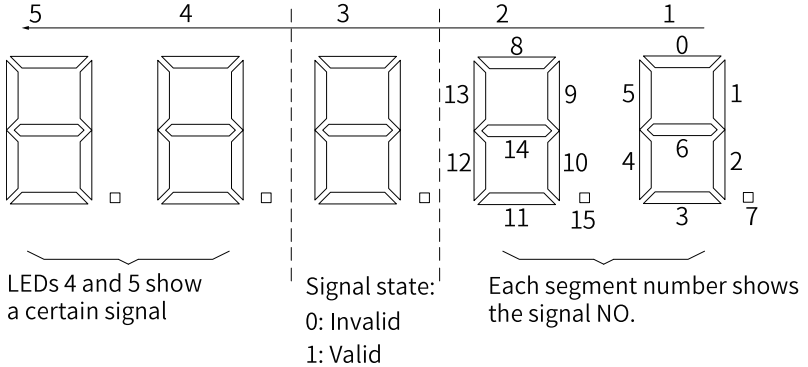 5 4 3 2 1
8 0
13 9 5 1
14 6
12 10 4 2
11 15 3 7
LEDs 4 and 5 show
a certain signal
Signal state:
0: Invalid
1: Valid
Each segment number shows
the signal NO.